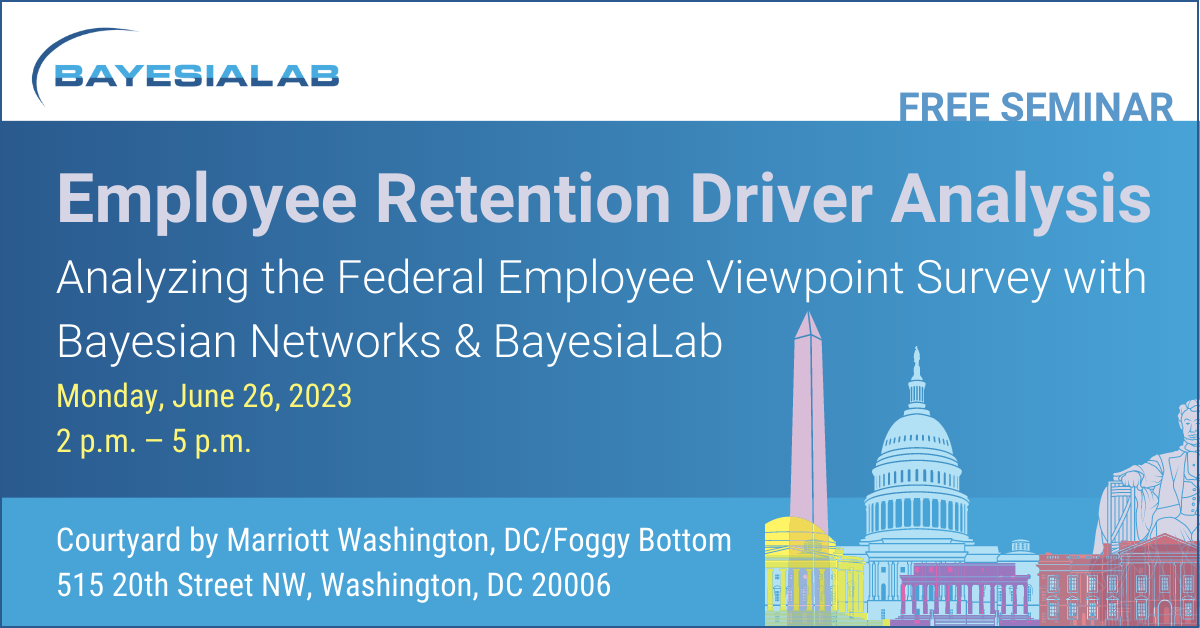 BAYESIALAB
FREE SEMINAR
Employee Retention Driver Analysis
Analyzing the Federal Employee Viewpoint Survey with
Bayesian Networks & BayesiaLab
Monday, June 26, 2023
2 p.m. – 5 p.m.
Courtyard by Marriott Washington, DC/Foggy Bottom
515 20th Street NW, Washington, DC 20006